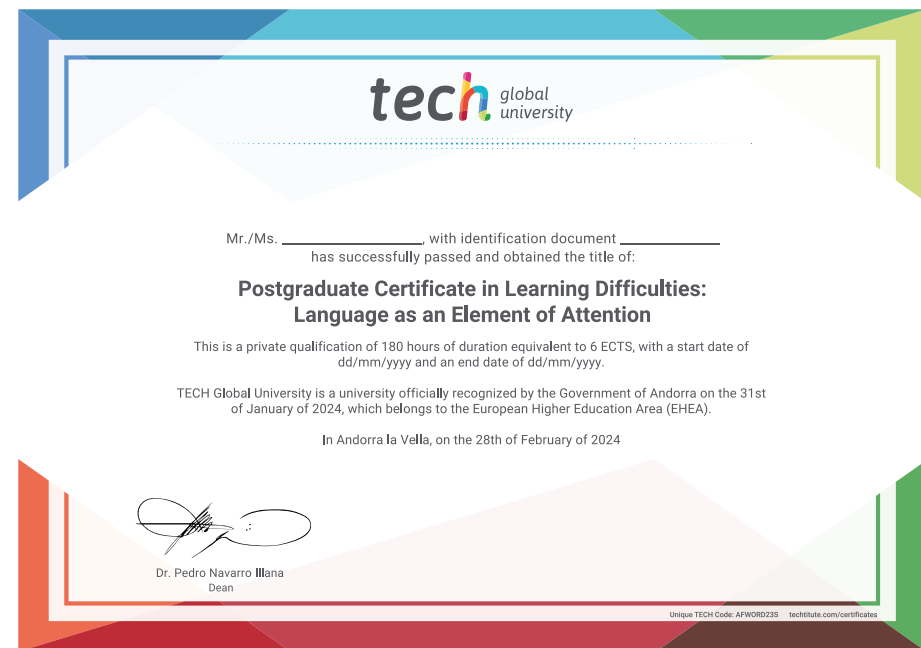 tech global
university
Mr./Ms. ____________________, with identification document ______________
has successfully passed and obtained the title of:
Postgraduate Certificate in Learning Difficulties:
Language as an Element of Attention
This is a private qualification of 180 hours of duration equivalent to 6 ECTS, with a start date of
dd/mm/yyyy and an end date of dd/mm/yyyy.
TECH Global University is a university officially recognized by the Government of Andorra on the 31st
of January of 2024, which belongs to the European Higher Education Area (EHEA).
In Andorra la Vella, on the 28th of February of 2024
Dr. Pedro Navarro Illana
Dean
Unique TECH Code: AFWORD23S techtitute.com/certificates